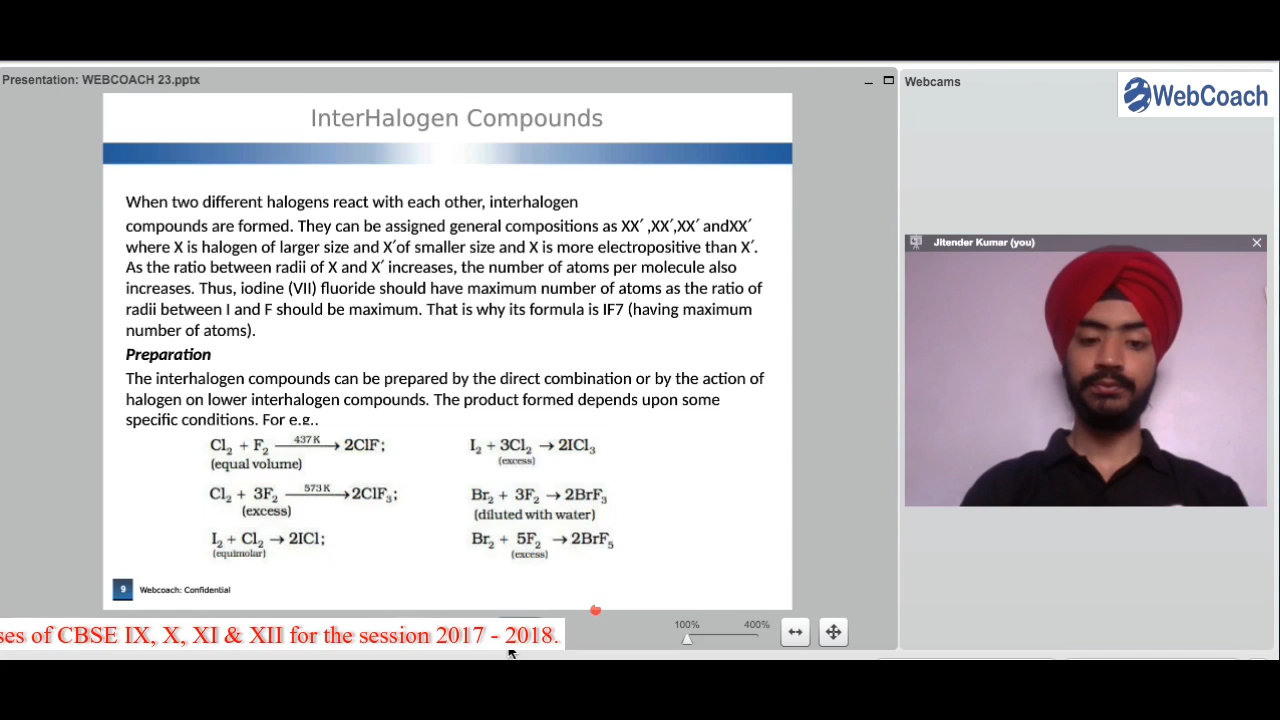 Presentation: WEBCOACH 23.pptx
Webcams
WebCoach
InterHalogen Compounds
When two different halogens react with each other, interhalogen
compounds are formed. They can be assigned general compositions as XX′ ,XX′,XX′ andXX′
where X is halogen of larger size and X′of smaller size and X is more electropositive than X′.
As the ratio between radii of X and X′ increases, the number of atoms per molecule also
increases. Thus, iodine (VII) fluoride should have maximum number of atoms as the ratio of
radii between I and F should be maximum. That is why its formula is IF7 (having maximum
number of atoms).
Preparation
The interhalogen compounds can be prepared by the direct combination or by the action of
halogen on lower interhalogen compounds. The product formed depends upon some
specific conditions. For e.g..
Cl₂ + F₂ 437 K → 2ClF;
(equal volume)
I₂ + 3Cl₂ → 2ICl₃
(excess)
Cl₂ + 3F₂ 573 K → 2ClF₃;
(excess)
Br₂ + 3F₂ → 2BrF₃
(diluted with water)
I₂ + Cl₂ → 2ICl;
(equimolar)
Br₂ + 5F₂ → 2BrF₅
(excess)
9 Webcoach: Confidential
Jitender Kumar (you)
of CBSE IX, X, XI & XII for the session 2017 - 2018.
100% 400%